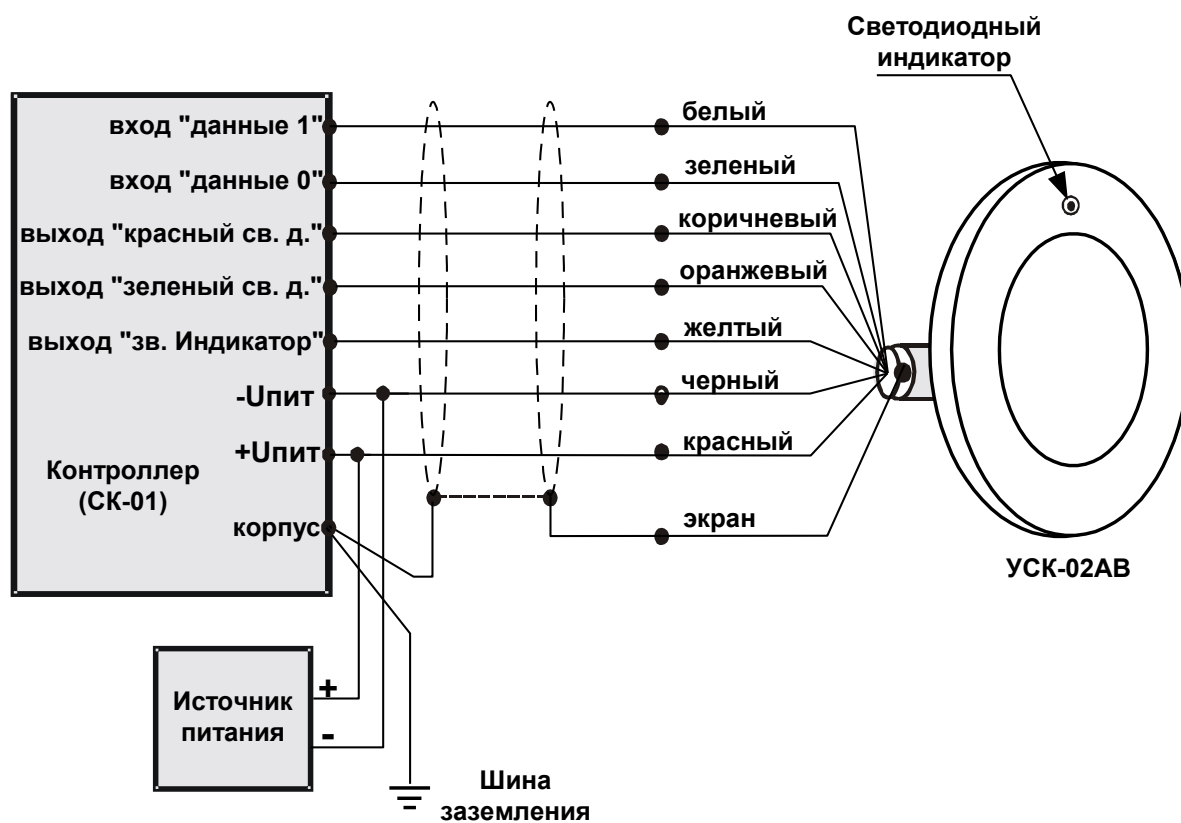 Светодиодный
индикатор
вход "данные 1"
белый
вход "данные 0"
зеленый
выход "красный св. д."
коричневый
выход "зеленый св. д."
оранжевый
выход "зв. Индикатор"
желтый
-Uпит
черный
+Uпит
красный
Контроллер
(СК-01)
корпус
экран
УСК-02АВ
Источник
питания
+
-
Шина
заземления